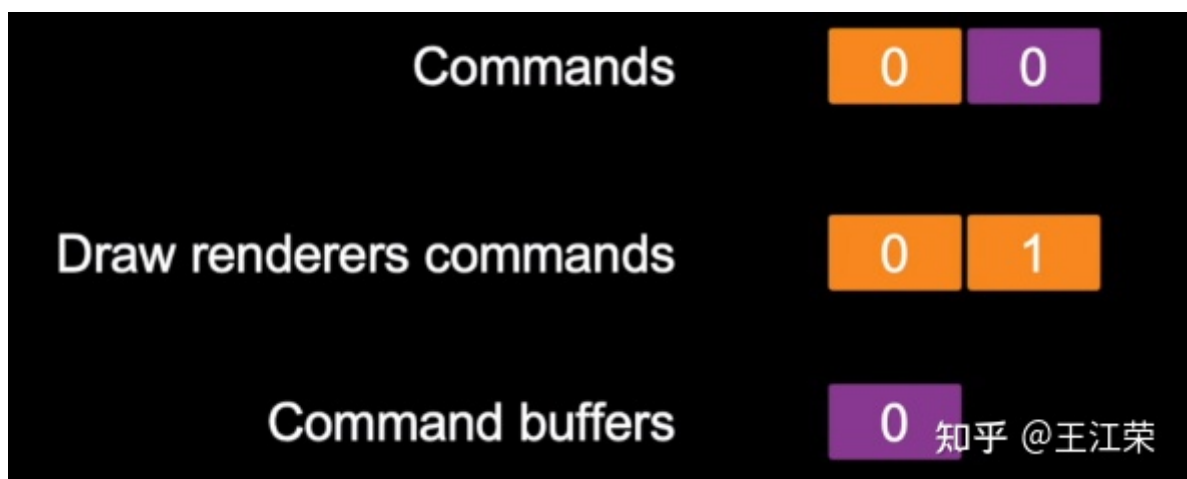 Commands 0 0
Draw renderers commands 0 1
Command buffers 0
知乎 @王江荣